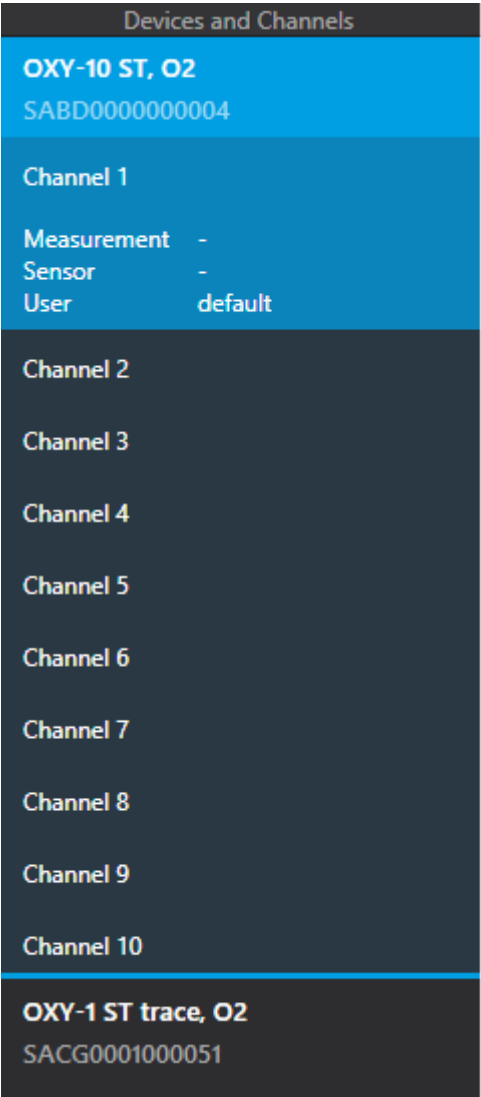 Devices and Channels
OXY-10 ST, O2
SABD0000000004
Channel 1
Measurement -
Sensor -
User default
Channel 2
Channel 3
Channel 4
Channel 5
Channel 6
Channel 7
Channel 8
Channel 9
Channel 10
OXY-1 ST trace, O2
SACG0001000051